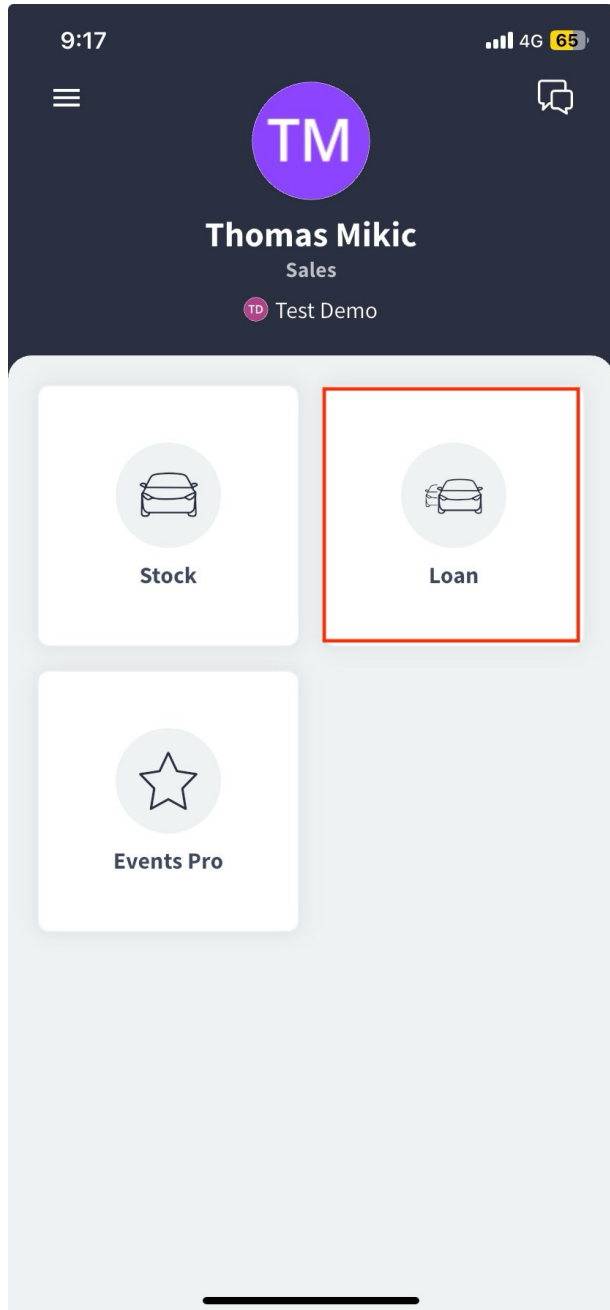 9:17
4G 65
TM
Thomas Mikic
Sales
TD Test Demo
Stock
Loan
Events Pro